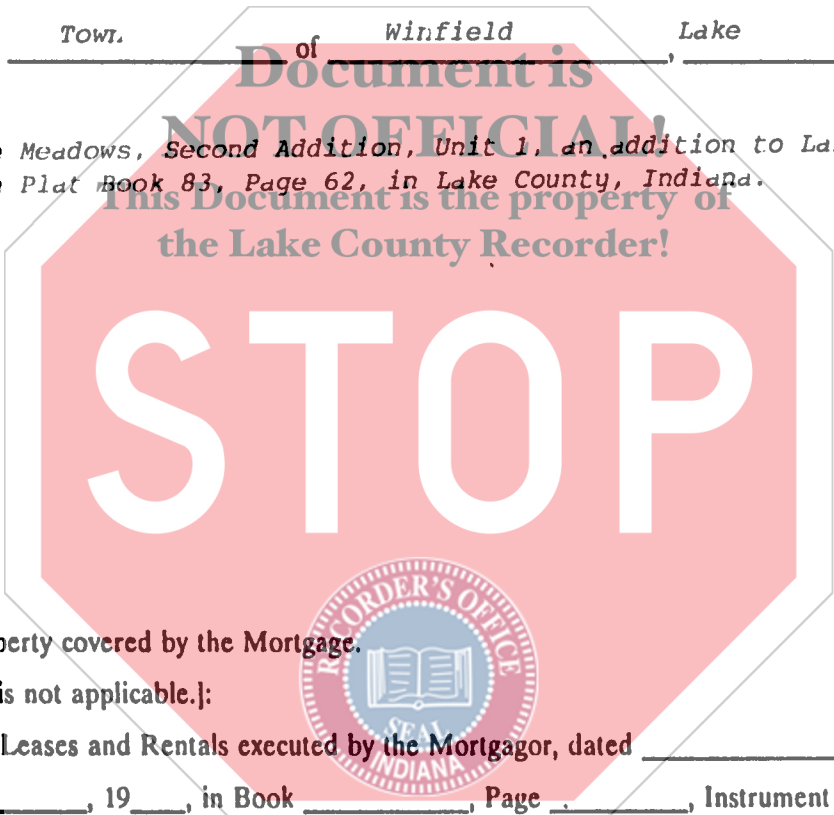 Town of Winfield, Lake
Document is
NOT OFFICIAL!
Meadows, Second Addition, Unit 1, an addition to La
Plat Book 83, Page 62, in Lake County, Indiana.
This Document is the property of
the Lake County Recorder!
STOP
RECORDER'S OFFICE
SEAL
INDIANA
perty covered by the Mortgage.
is not applicable.]:
Leases and Rentals executed by the Mortgagor, dated
, 19 , in Book , Page , Instrument